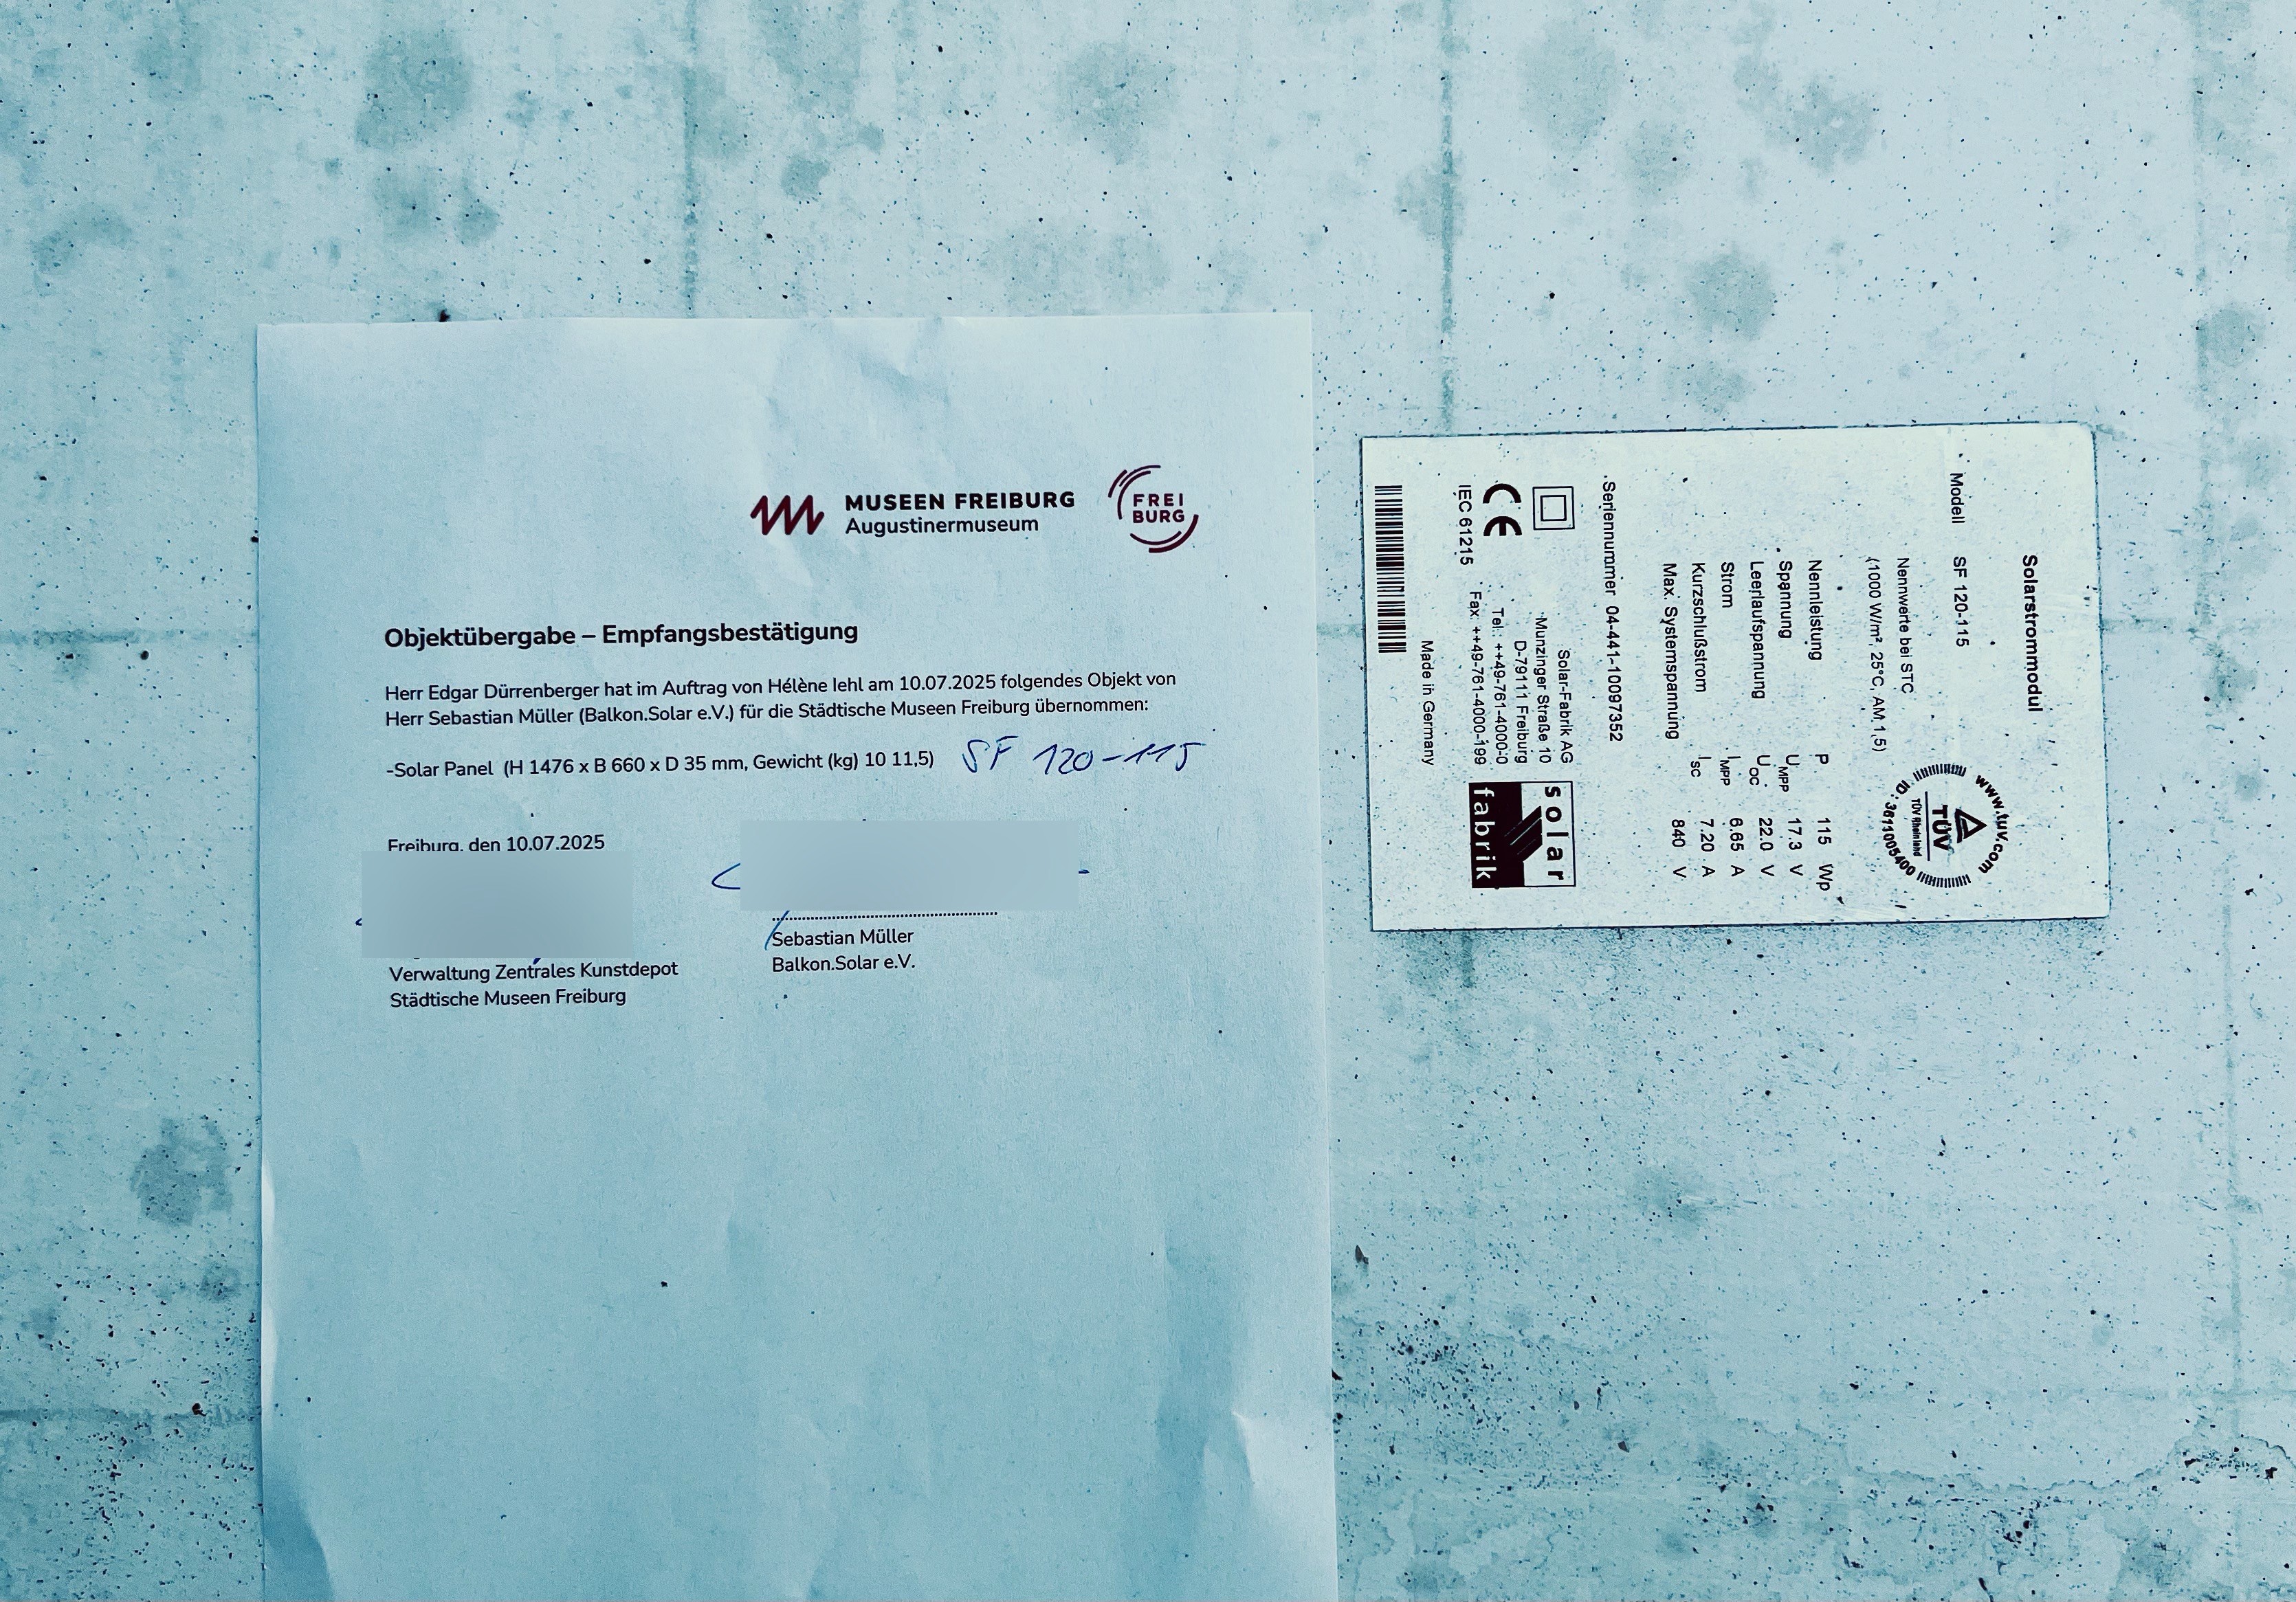 MUSEEN FREIBURG
Augustinermuseum
FREI
BURG
Objektübergabe – Empfangsbestätigung
Herr Edgar Dürrenberger hat im Auftrag von Hélène Iehl am 10.07.2025 folgendes Objekt von
Herr Sebastian Müller (Balkon.Solar e.V.) für die Städtische Museen Freiburg übernommen:
-Solar Panel (H 1476 x B 660 x D 35 mm, Gewicht (kg) 10 11,5) SF 120-115
Freiburg, den 10.07.2025
Sebastian Müller
Balkon.Solar e.V.
Verwaltung Zentrales Kunstdepot
Städtische Museen Freiburg
Solarstrommodul
Modell SF 120-115
Nennwerte bei STC
(1000 W/m², 25°C, AM 1,5)
www.tuv.com
TÜV
TÜV Rheinland
ID: 3611005400
Nennleistung P 115 Wp
Spannung UMPP 17.3 V
Leerlaufspannung UOC 22.0 V
Strom IMPP 6.65 A
Kurzschlußstrom ISC 7.20 A
Max. Systemspannung 840 V
Seriennummer 04-441-10097352
CE
IEC 61215
Solar-Fabrik AG
Munzinger Straße 10
D-79111 Freiburg
Tel.: ++49-761-4000-0
Fax: ++49-761-4000-199
solar
fabrik
Made in Germany